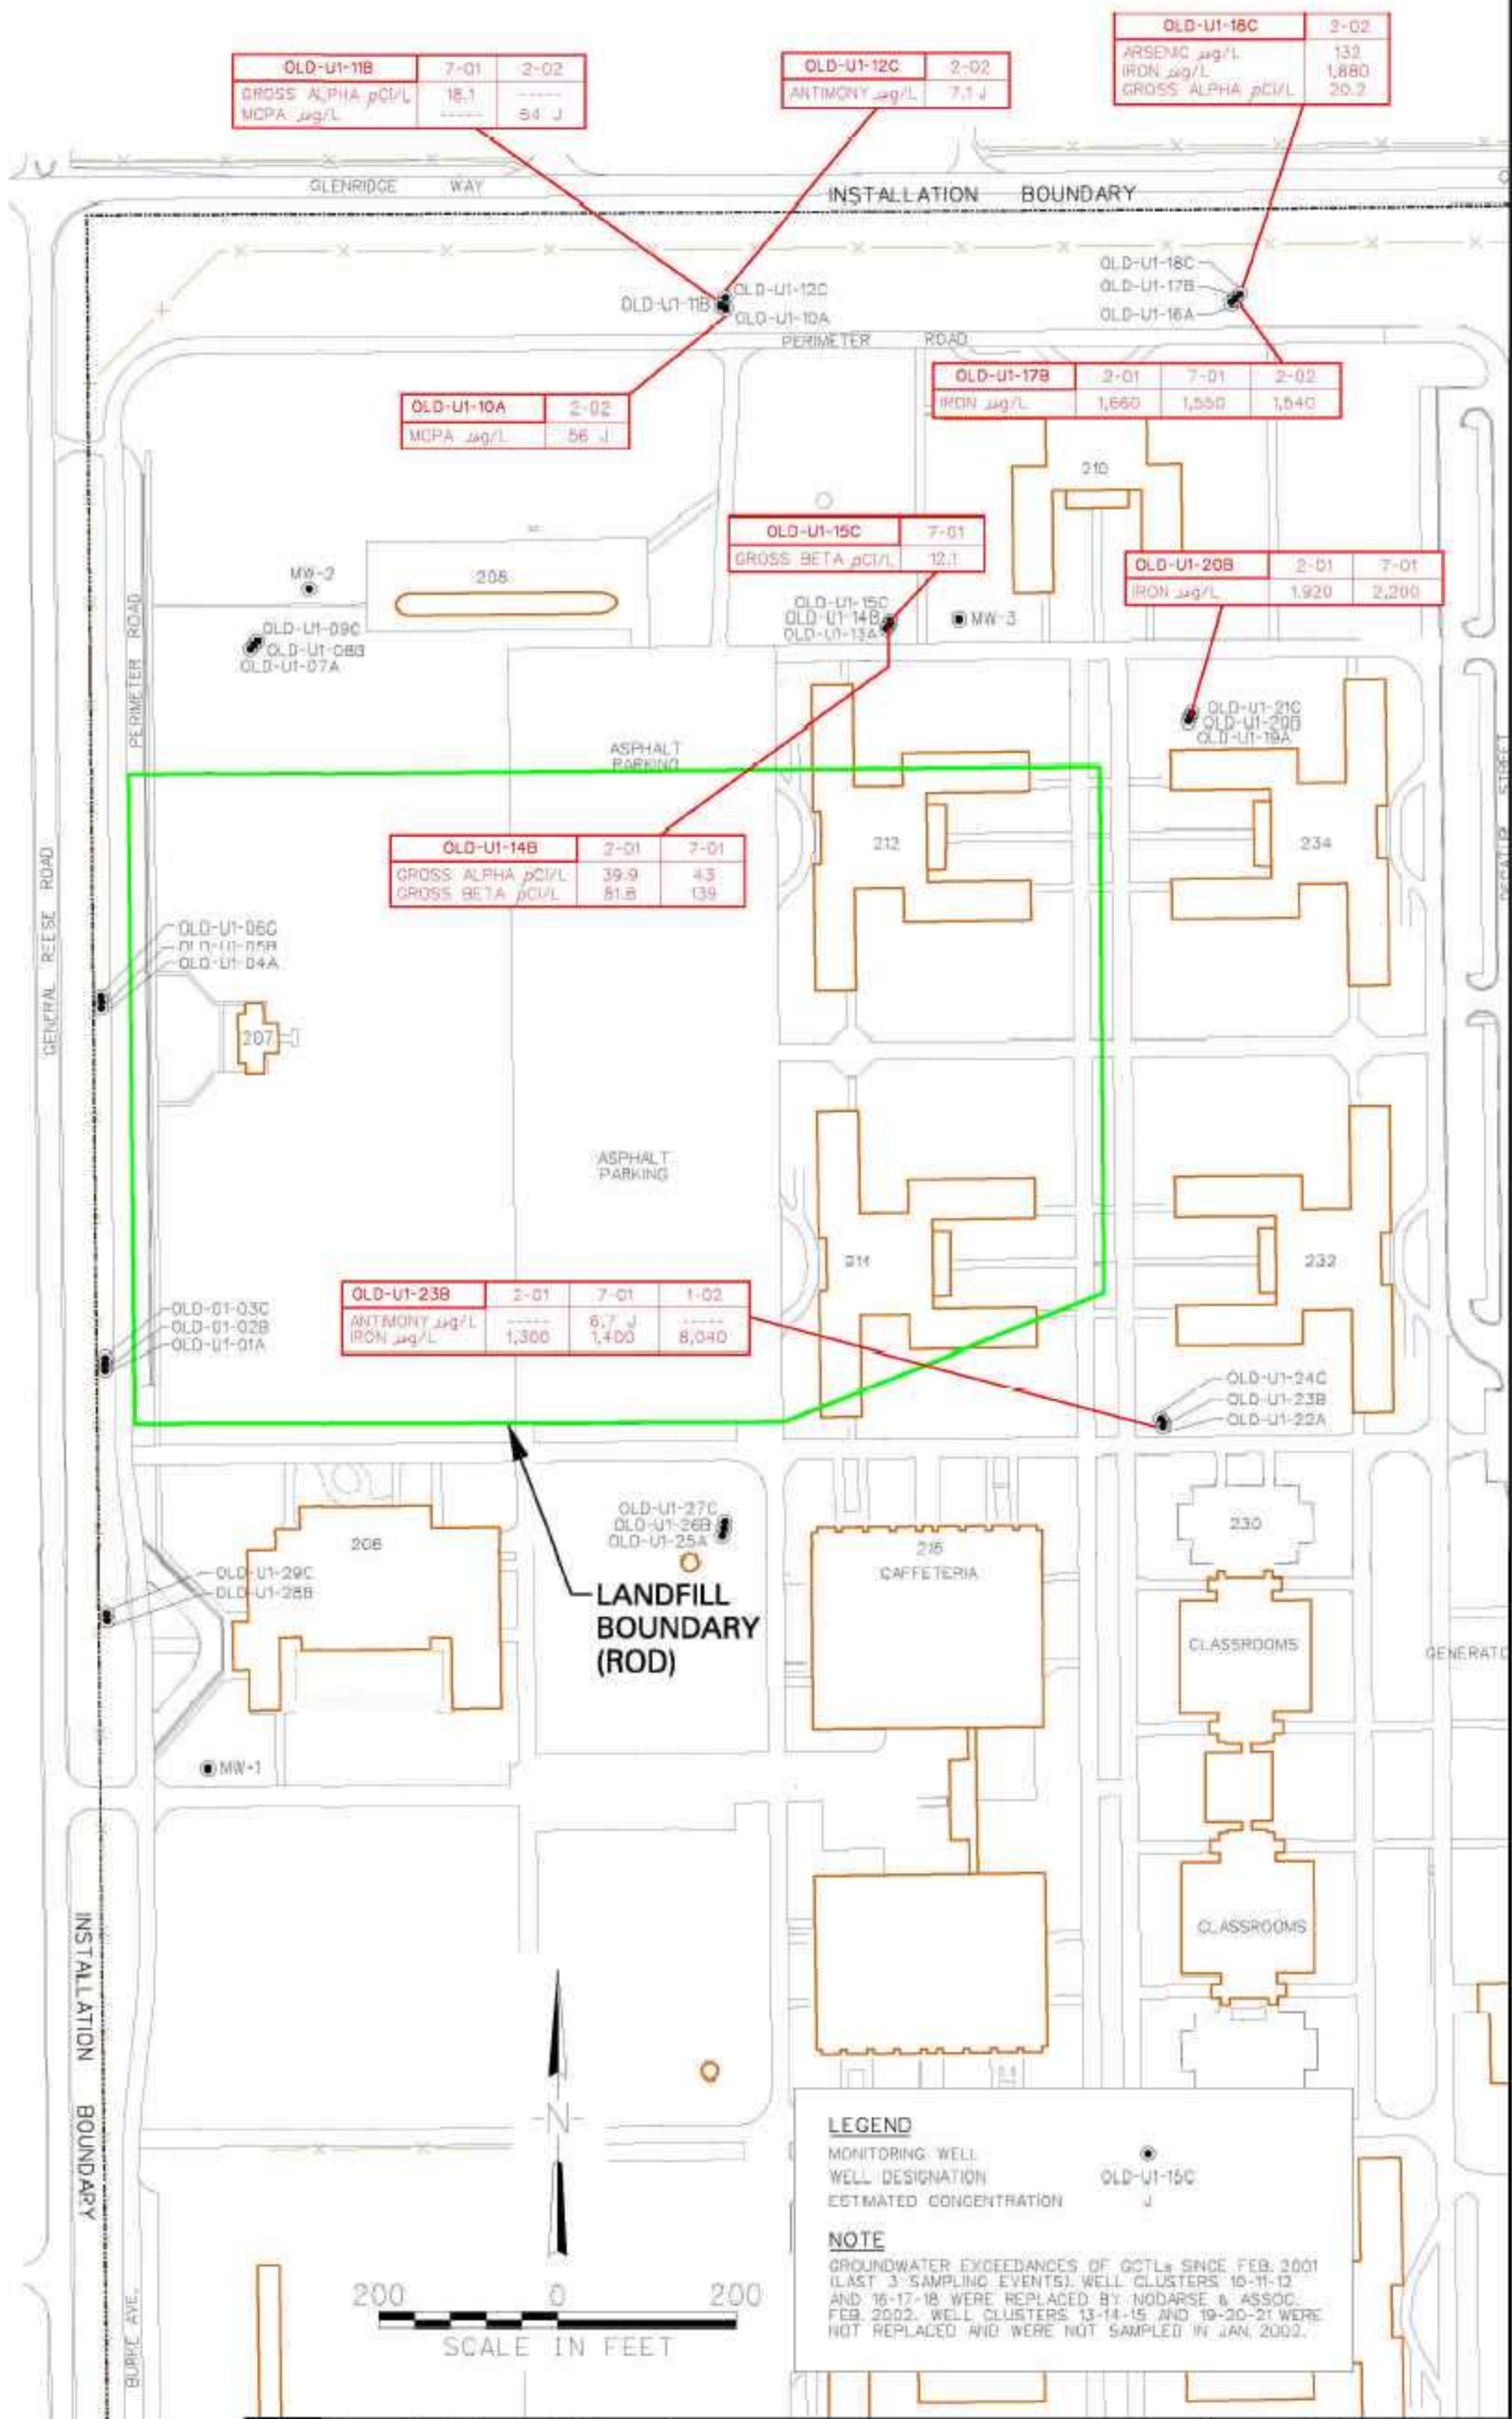 OLD-U1-11B 7-01 2-02
GROSS ALPHA pCi/L 18.1 -----
MCPA µg/L ----- 54 J
OLD-U1-12C 2-02
ANTIMONY µg/L 7.1 J
OLD-U1-18C 2-02
ARSENIC µg/L 132
IRON µg/L 1,880
GROSS ALPHA pCi/L 20.2
GLENRIDGE WAY
INSTALLATION BOUNDARY
OLD-U1-18C
OLD-U1-17B
OLD-U1-16A
OLD-U1-12C
OLD-U1-11B
OLD-U1-10A
PERIMETER ROAD
OLD-U1-17B 2-01 7-01 2-02
IRON µg/L 1,660 1,550 1,540
OLD-U1-10A 2-02
MCPA µg/L 56 J
210
OLD-U1-15C 7-01
GROSS BETA pCi/L 12.1
OLD-U1-20B 2-01 7-01
IRON µg/L 1,920 2,200
MW-2
208
OLD-U1-15C
OLD-U1-14B
OLD-U1-13A
MW-3
OLD-U1-09C
OLD-U1-08B
OLD-U1-07A
PERIMETER ROAD
OLD-U1-21C
OLD-U1-20B
OLD-U1-19A
ASPHALT
PARKING
DECATUR STREET
OLD-U1-14B 2-01 7-01
GROSS ALPHA pCi/L 39.9 43
GROSS BETA pCi/L 81.8 139
212
234
GENERAL REESE ROAD
OLD-U1-06C
OLD-U1-05B
OLD-U1-04A
207
ASPHALT
PARKING
214
232
OLD-U1-23B 2-01 7-01 1-02
ANTIMONY µg/L ----- 6.7 J -----
IRON µg/L 1,300 1,400 8,040
OLD-01-03C
OLD-01-02B
OLD-U1-01A
OLD-U1-24C
OLD-U1-23B
OLD-U1-22A
206
OLD-U1-27C
OLD-U1-26B
OLD-U1-25A
215
CAFFETERIA
230
OLD-U1-29C
OLD-U1-28B
LANDFILL
BOUNDARY
(ROD)
CLASSROOMS
GENERATO
MW-1
CLASSROOMS
INSTALLATION BOUNDARY
-N-
BURKE AVE.
200 0 200
SCALE IN FEET
LEGEND
MONITORING WELL
WELL DESIGNATION OLD-U1-15C
ESTIMATED CONCENTRATION J
NOTE
GROUNDWATER EXCEEDANCES OF GCTLs SINCE FEB. 2001
(LAST 3 SAMPLING EVENTS). WELL CLUSTERS 10-11-12
AND 16-17-18 WERE REPLACED BY NODARSE & ASSOC.
FEB. 2002. WELL CLUSTERS 13-14-15 AND 19-20-21 WERE
NOT REPLACED AND WERE NOT SAMPLED IN JAN. 2002.